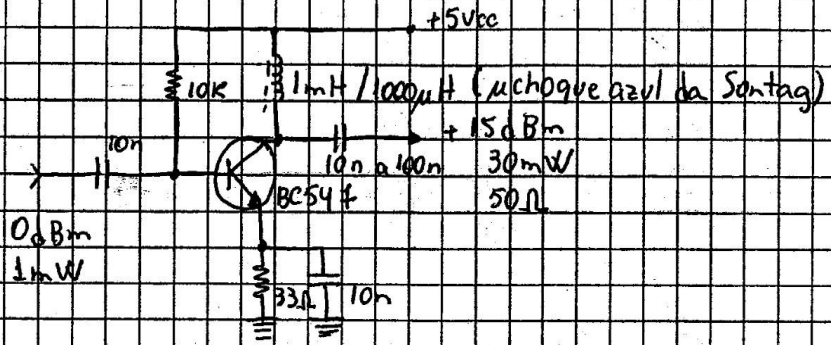 +5Vcc
10K
1mH/1000µH (µchoque azul da Sontag)
10n
+15dBm
10n a 100n
30mW
BC547
50Ω
0dBm
1mW
33Ω
10n